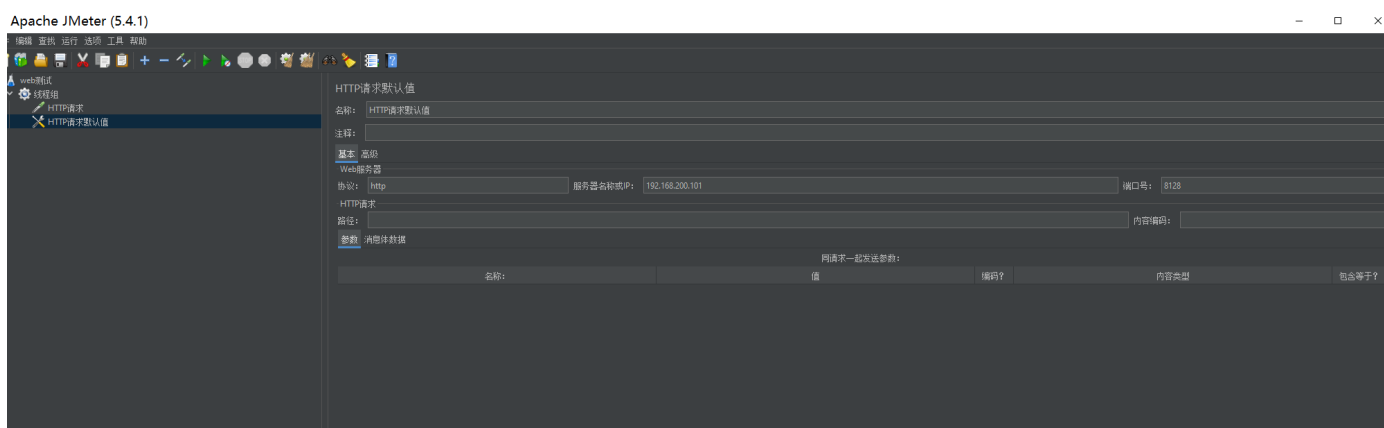 Apache JMeter (5.4.1)
编辑 查找 运行 选项 工具 帮助
web测试
线程组
HTTP请求
HTTP请求默认值
HTTP请求默认值
名称： HTTP请求默认值
注释：
基本 高级
Web服务器
协议： http 服务器名称或IP： 192.168.200.101 端口号： 8128
HTTP请求
路径： 内容编码：
参数 消息体数据
同请求一起发送参数：
名称： 值 编码？ 内容类型 包含等于？